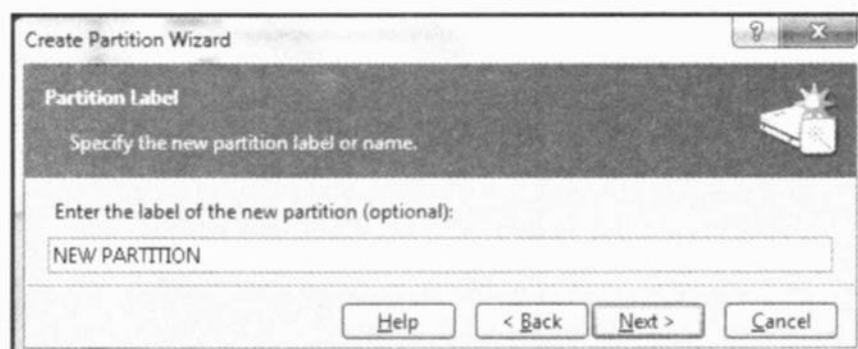 Create Partition Wizard
?
X
Partition Label
Specify the new partition label or name.
Enter the label of the new partition (optional):
NEW PARTITION
Help
< Back
Next >
Cancel